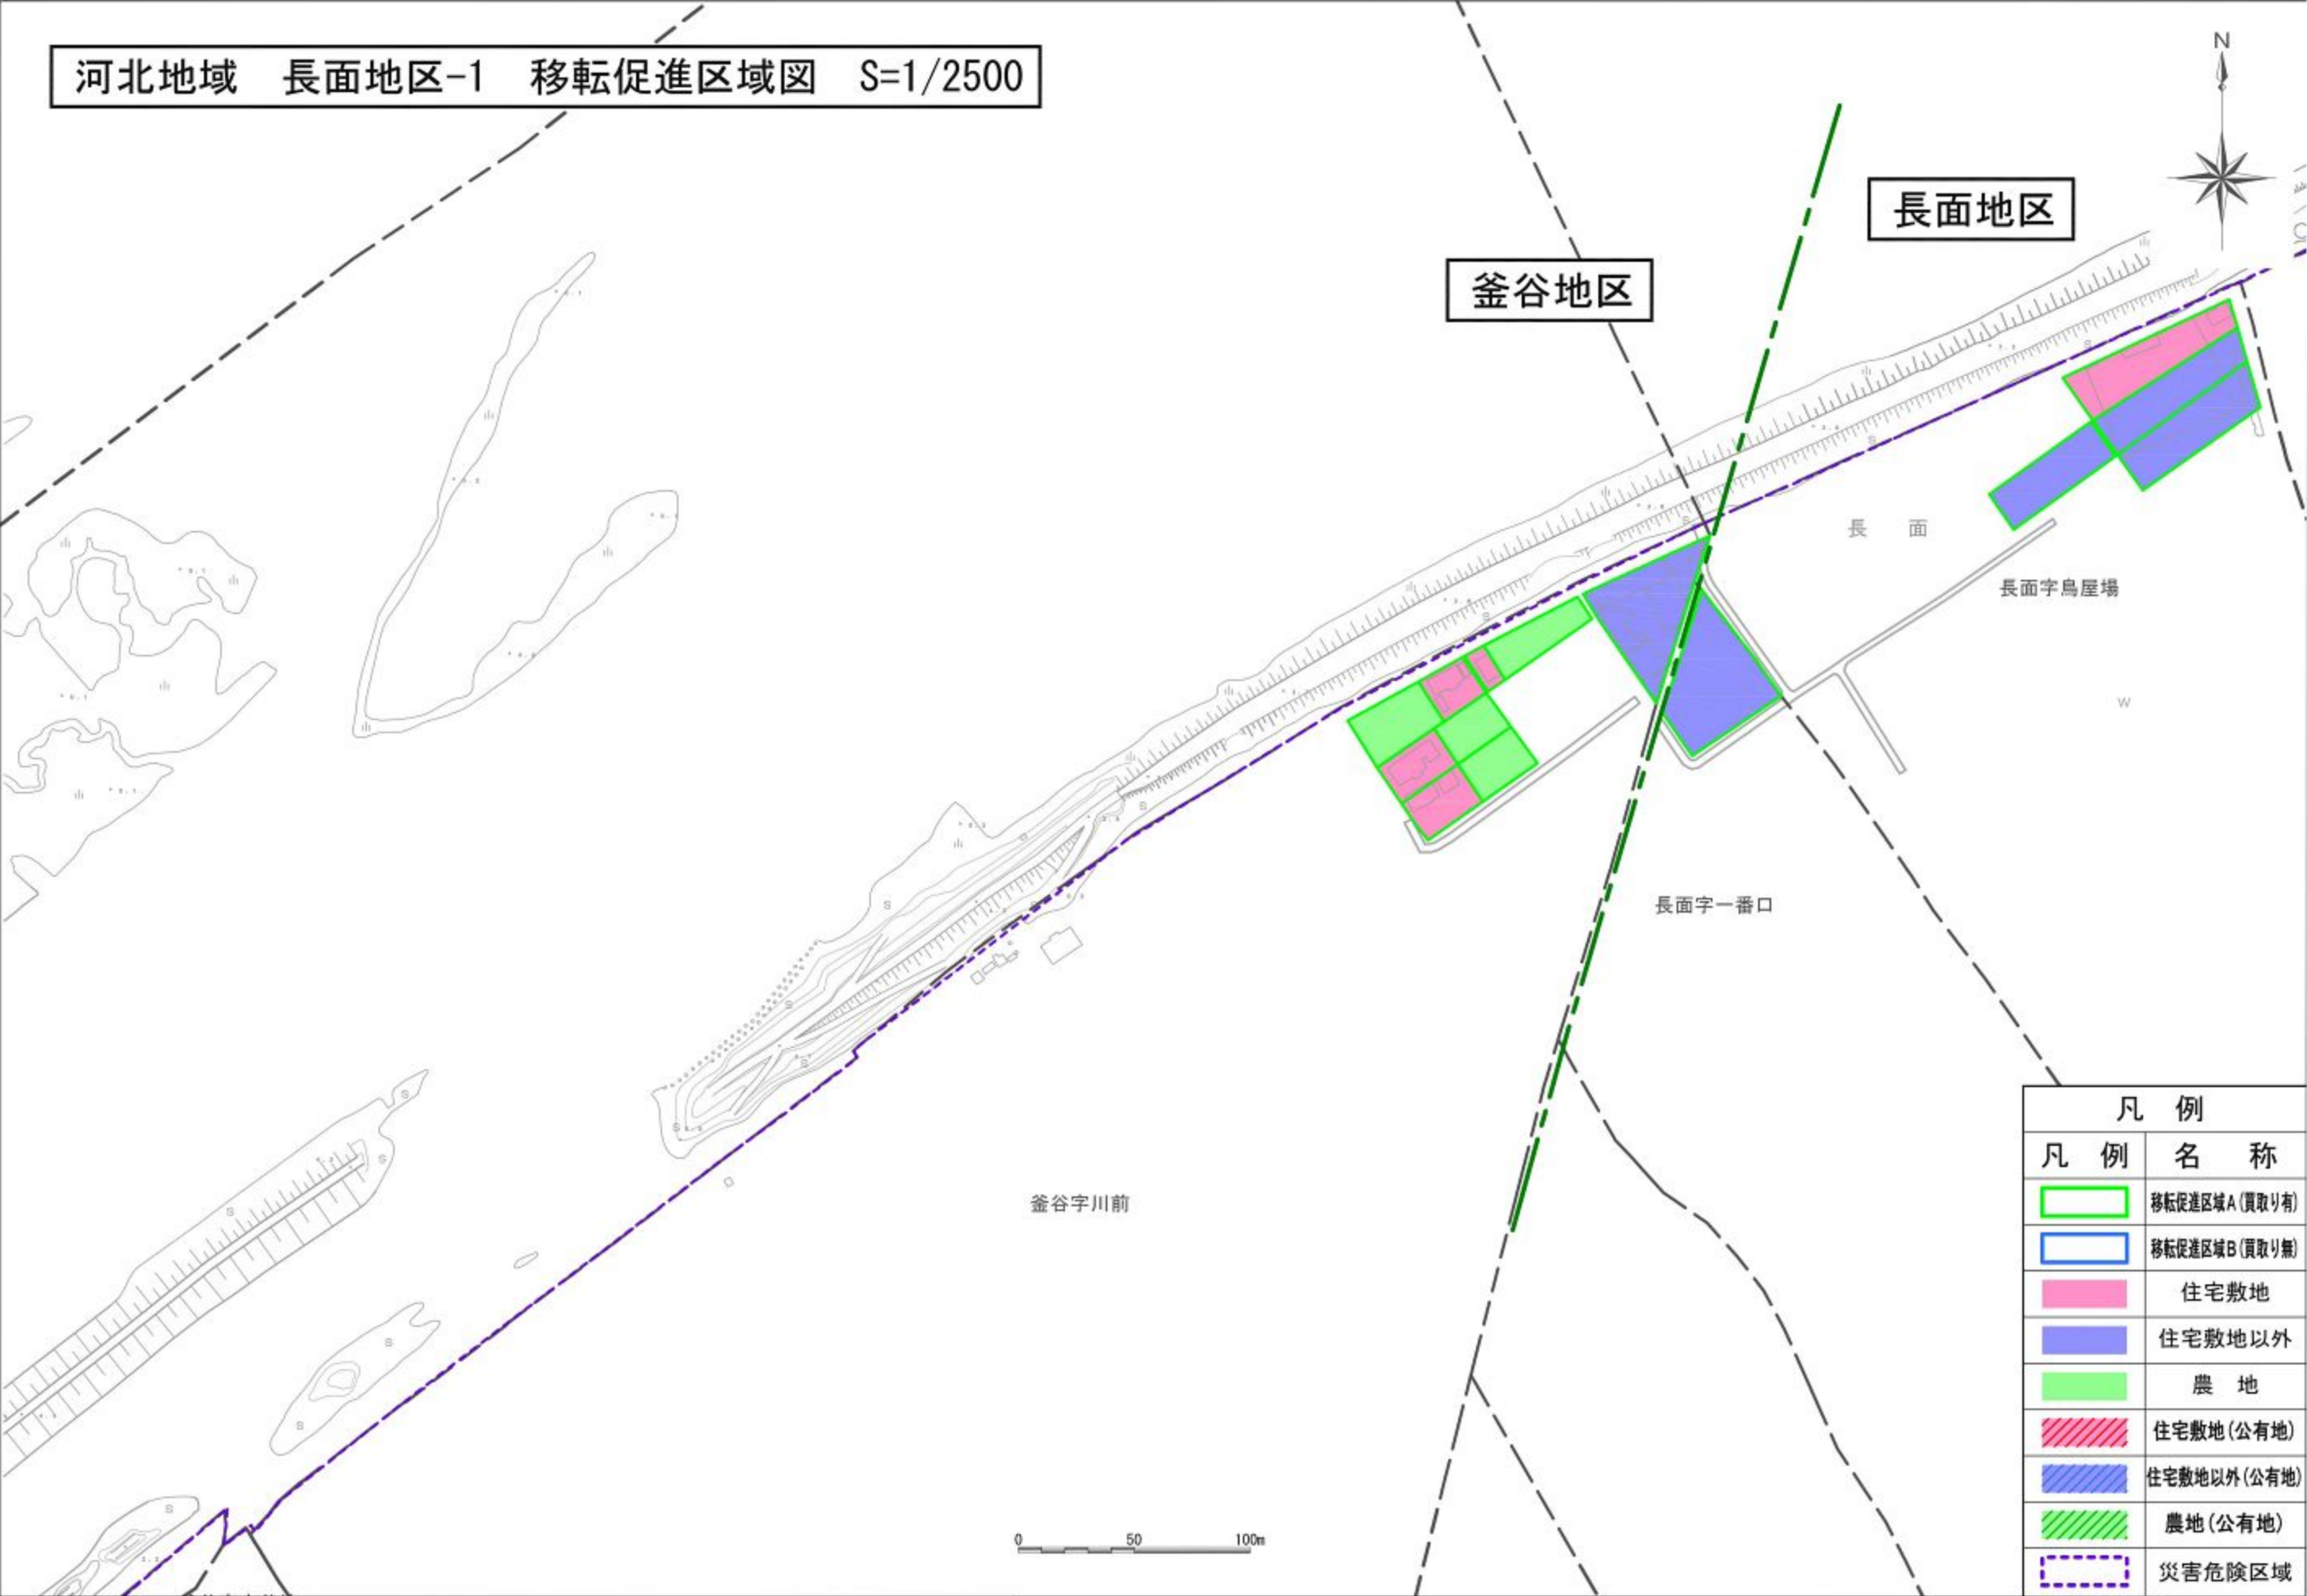 河北地域　長面地区-1　移転促進区域図　S=1/2500
N
長面地区
釜谷地区
長　面
長面字鳥屋場
W
長面字一番口
釜谷字川前
0 50 100m
凡　例
凡　例 名　称
移転促進区域A(買取り有)
移転促進区域B(買取り無)
住宅敷地
住宅敷地以外
農　地
住宅敷地(公有地)
住宅敷地以外(公有地)
農地(公有地)
災害危険区域